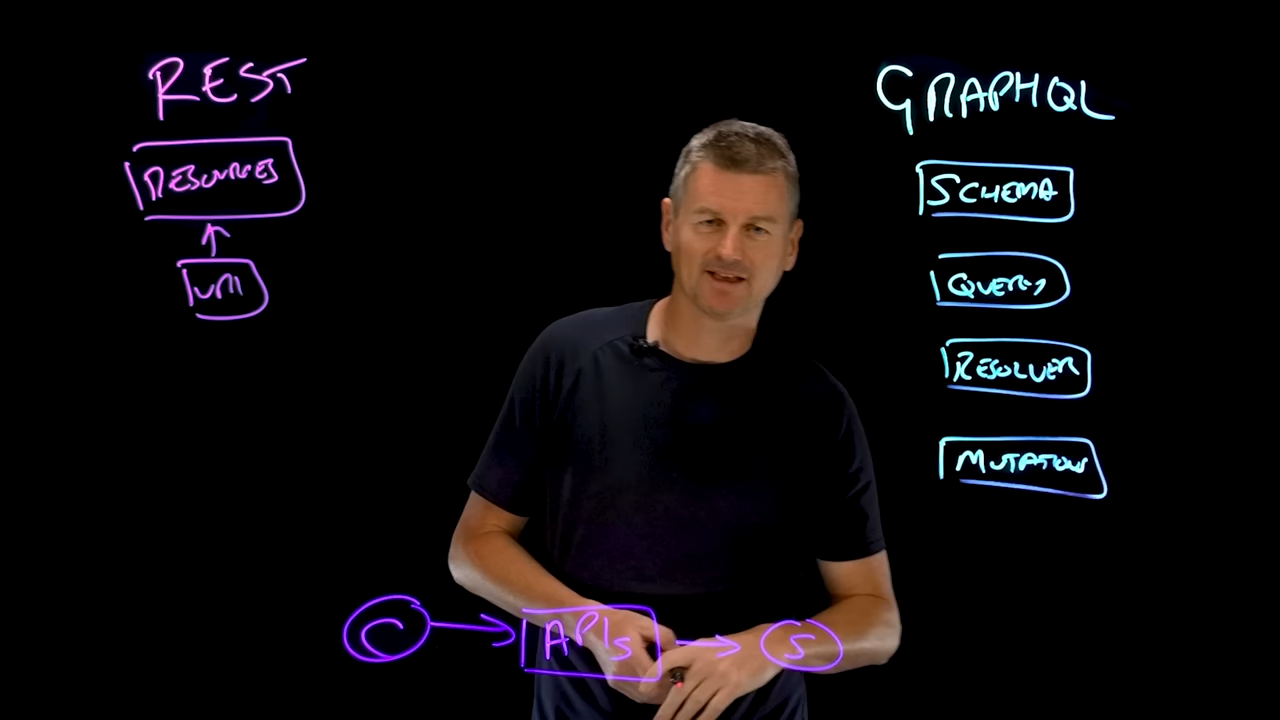 REST
RESOURCES
URI
GRAPHQL
SCHEMA
QUERY
RESOLVER
MUTATION
C
APIs
S